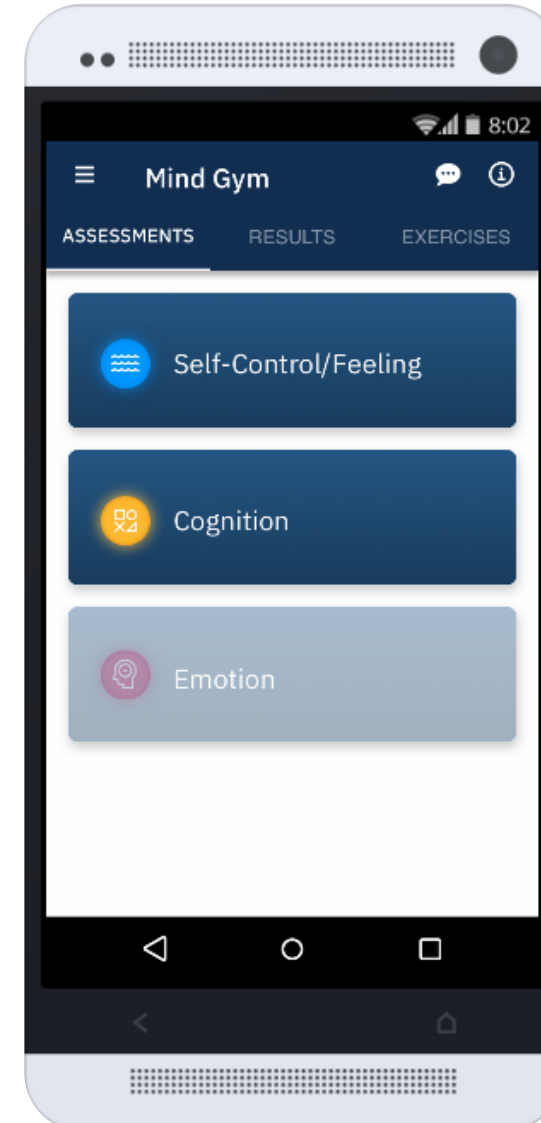 8:02
Mind Gym
ASSESSMENTS RESULTS EXERCISES
Self-Control/Feeling
Cognition
Emotion